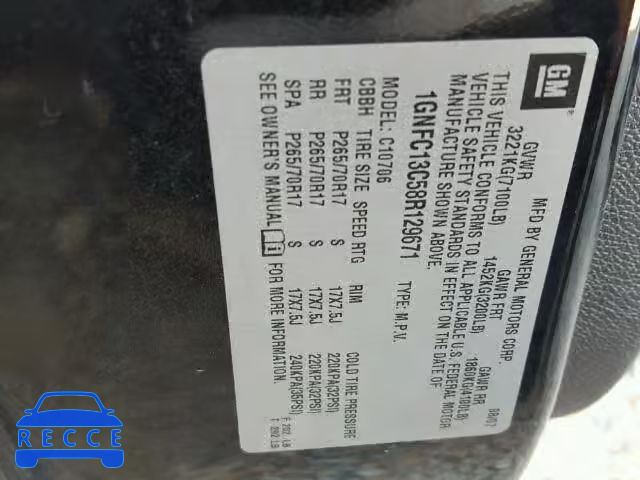 GM
MFD BY GENERAL MOTORS CORP 08/07
GVWR GAWR FRT GAWR RR
3221KG(7100LB) 1452KG(3200LB) 1860KG(4100LB)
THIS VEHICLE CONFORMS TO ALL APPLICABLE U.S. FEDERAL MOTOR
VEHICLE SAFETY STANDARDS IN EFFECT ON THE DATE OF
MANUFACTURE SHOWN ABOVE.
1GNFC13C58R129671 TYPE: M.P.V.
MODEL: C10706
CBBH TIRE SIZE SPEED RTG RIM COLD TIRE PRESSURE
FRT P265/70R17 S 17X7.5J 220KPA(32PSI)
RR P265/70R17 S 17X7.5J 220KPA(32PSI)
SPA P265/70R17 S 17X7.5J 240KPA(35PSI)
SEE OWNER'S MANUAL FOR MORE INFORMATION.
RECCE